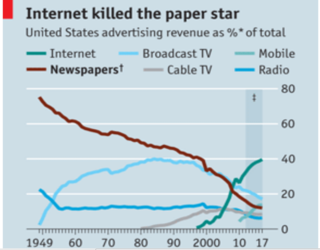 Internet killed the paper star
United States advertising revenue as %* of total
Internet Broadcast TV Mobile
Newspapers† Cable TV Radio
‡
80
60
40
20
0
1949 60 70 80 90 2000 10 17